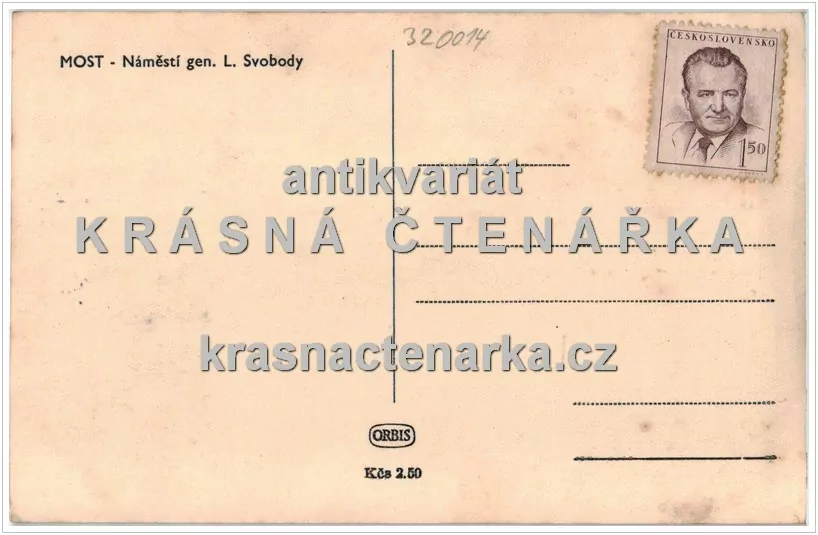 320014
MOST - Náměstí gen. L. Svobody
ČESKOSLOVENSKO
1 50
antikvariát
KRÁSNÁ ČTENÁŘKA
krasnactenarka.cz
ORBIS
Kčs 2.50